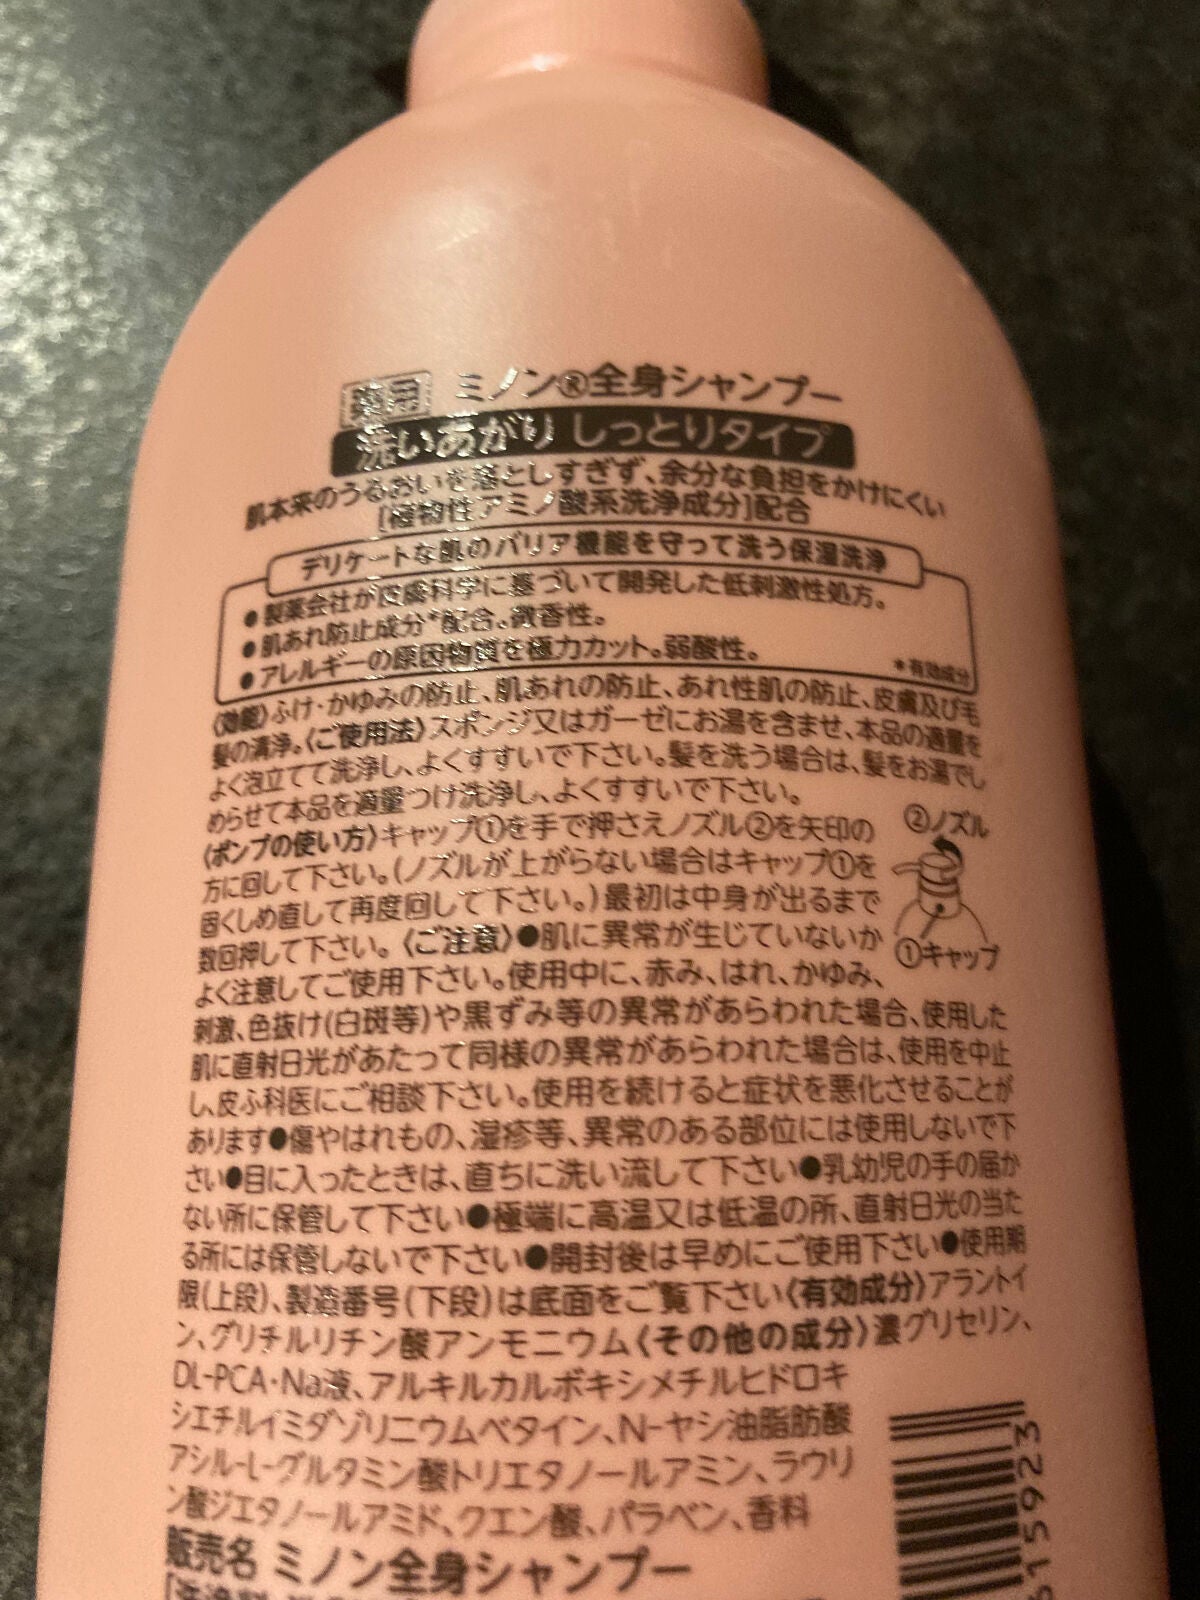 薬用 ミノン®全身シャンプー
洗いあがり しっとりタイプ
肌本来のうるおいを落としすぎず、余分な負担をかけにくい
[植物性アミノ酸系洗浄成分]配合
デリケートな肌のバリア機能を守って洗う保湿洗浄
●製薬会社が皮膚科学に基づいて開発した低刺激性処方。
●肌あれ防止成分*配合。微香性。
●アレルギーの原因物質を極力カット。弱酸性。
*有効成分
〈効能〉ふけ・かゆみの防止、肌あれの防止、あれ性肌の防止、皮膚及び毛
髪の清浄。〈ご使用法〉スポンジ又はガーゼにお湯を含ませ、本品の適量を
よく泡立てて洗浄し、よくすすいで下さい。髪を洗う場合は、髪をお湯でし
めらせて本品を適量つけ洗浄し、よくすすいで下さい。
〈ポンプの使い方〉キャップ①を手で押さえノズル②を矢印の
方に回して下さい。(ノズルが上がらない場合はキャップ①を
固くしめ直して再度回して下さい。)最初は中身が出るまで
数回押して下さい。〈ご注意〉●肌に異常が生じていないか
よく注意してご使用下さい。使用中に、赤み、はれ、かゆみ、
②ノズル
①キャップ
刺激、色抜け(白斑等)や黒ずみ等の異常があらわれた場合、使用した
肌に直射日光があたって同様の異常があらわれた場合は、使用を中止
し、皮ふ科医にご相談下さい。使用を続けると症状を悪化させることが
あります●傷やはれもの、湿疹等、異常のある部位には使用しないで下
さい●目に入ったときは、直ちに洗い流して下さい●乳幼児の手の届か
ない所に保管して下さい●極端に高温又は低温の所、直射日光の当た
る所には保管しないで下さい●開封後は早めにご使用下さい●使用期
限(上段)、製造番号(下段)は底面をご覧下さい〈有効成分〉アラントイ
ン、グリチルリチン酸アンモニウム〈その他の成分〉濃グリセリン、
DL-PCA・Na液、アルキルカルボキシメチルヒドロキ
シエチルイミダゾリニウムベタイン、N-ヤシ油脂肪酸
アシル-L-グルタミン酸トリエタノールアミン、ラウリ
ン酸ジエタノールアミド、クエン酸、パラベン、香料
販売名 ミノン全身シャンプー
615923